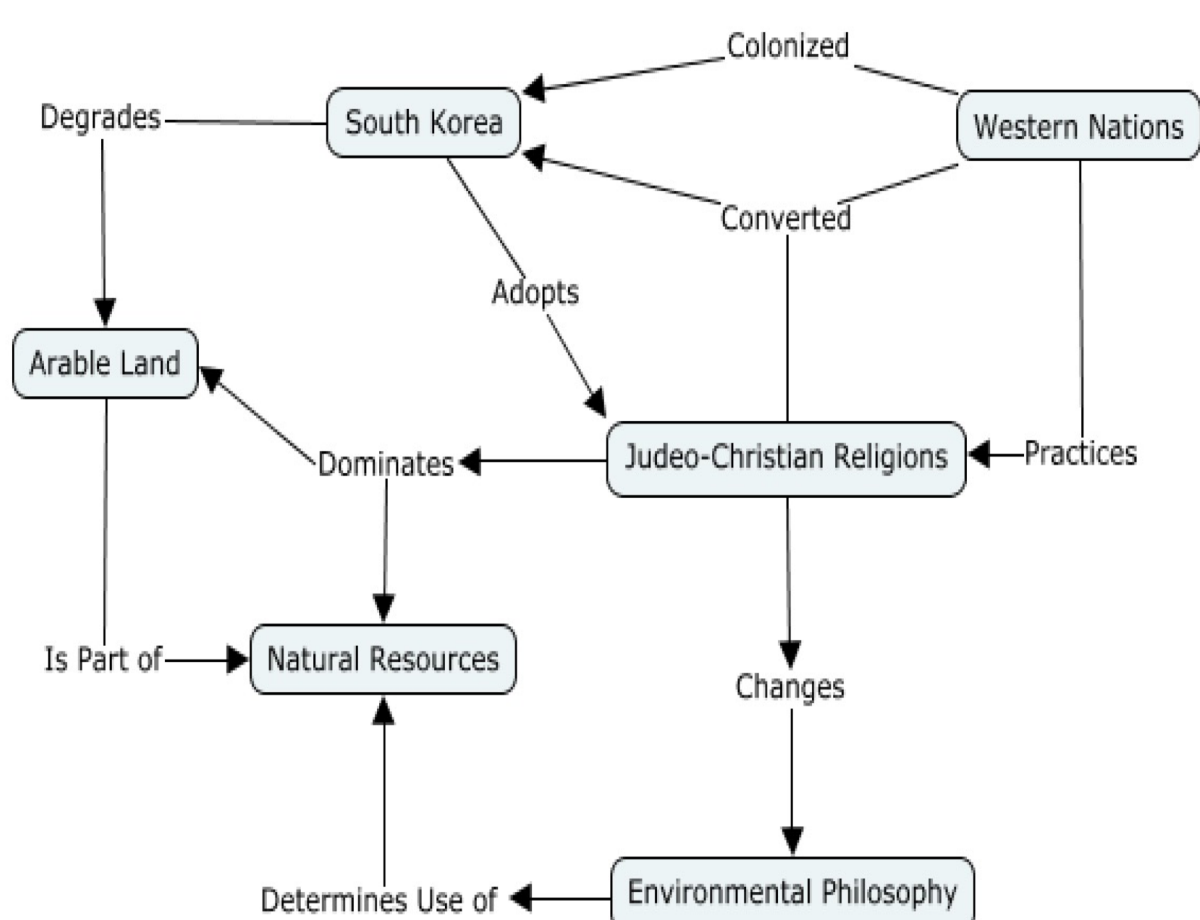 Colonized
Degrades
South Korea
Western Nations
Converted
Adopts
Arable Land
Dominates
Judeo-Christian Religions
Practices
Is Part of
Natural Resources
Changes
Determines Use of
Environmental Philosophy